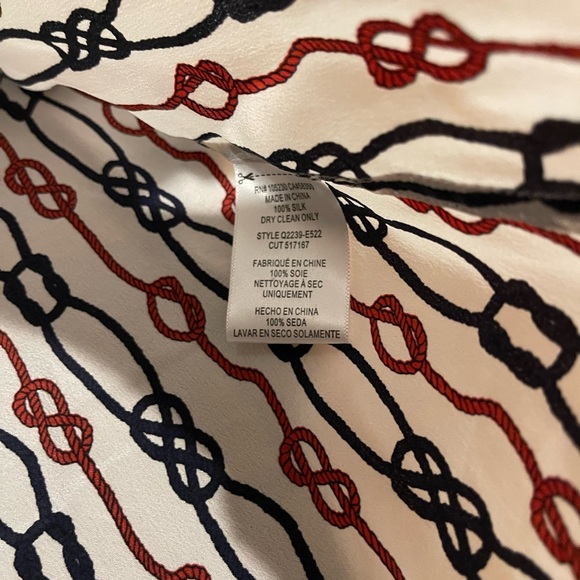 RN# 105230
MADE IN CHINA
100% SILK
DRY CLEAN ONLY
STYLE Q2239-E522
CUT 517167
FABRIQUÉ EN CHINE
100% SOIE
NETTOYAGE À SEC
UNIQUEMENT
HECHO EN CHINA
100% SEDA
LAVAR EN SECO SOLAMENTE